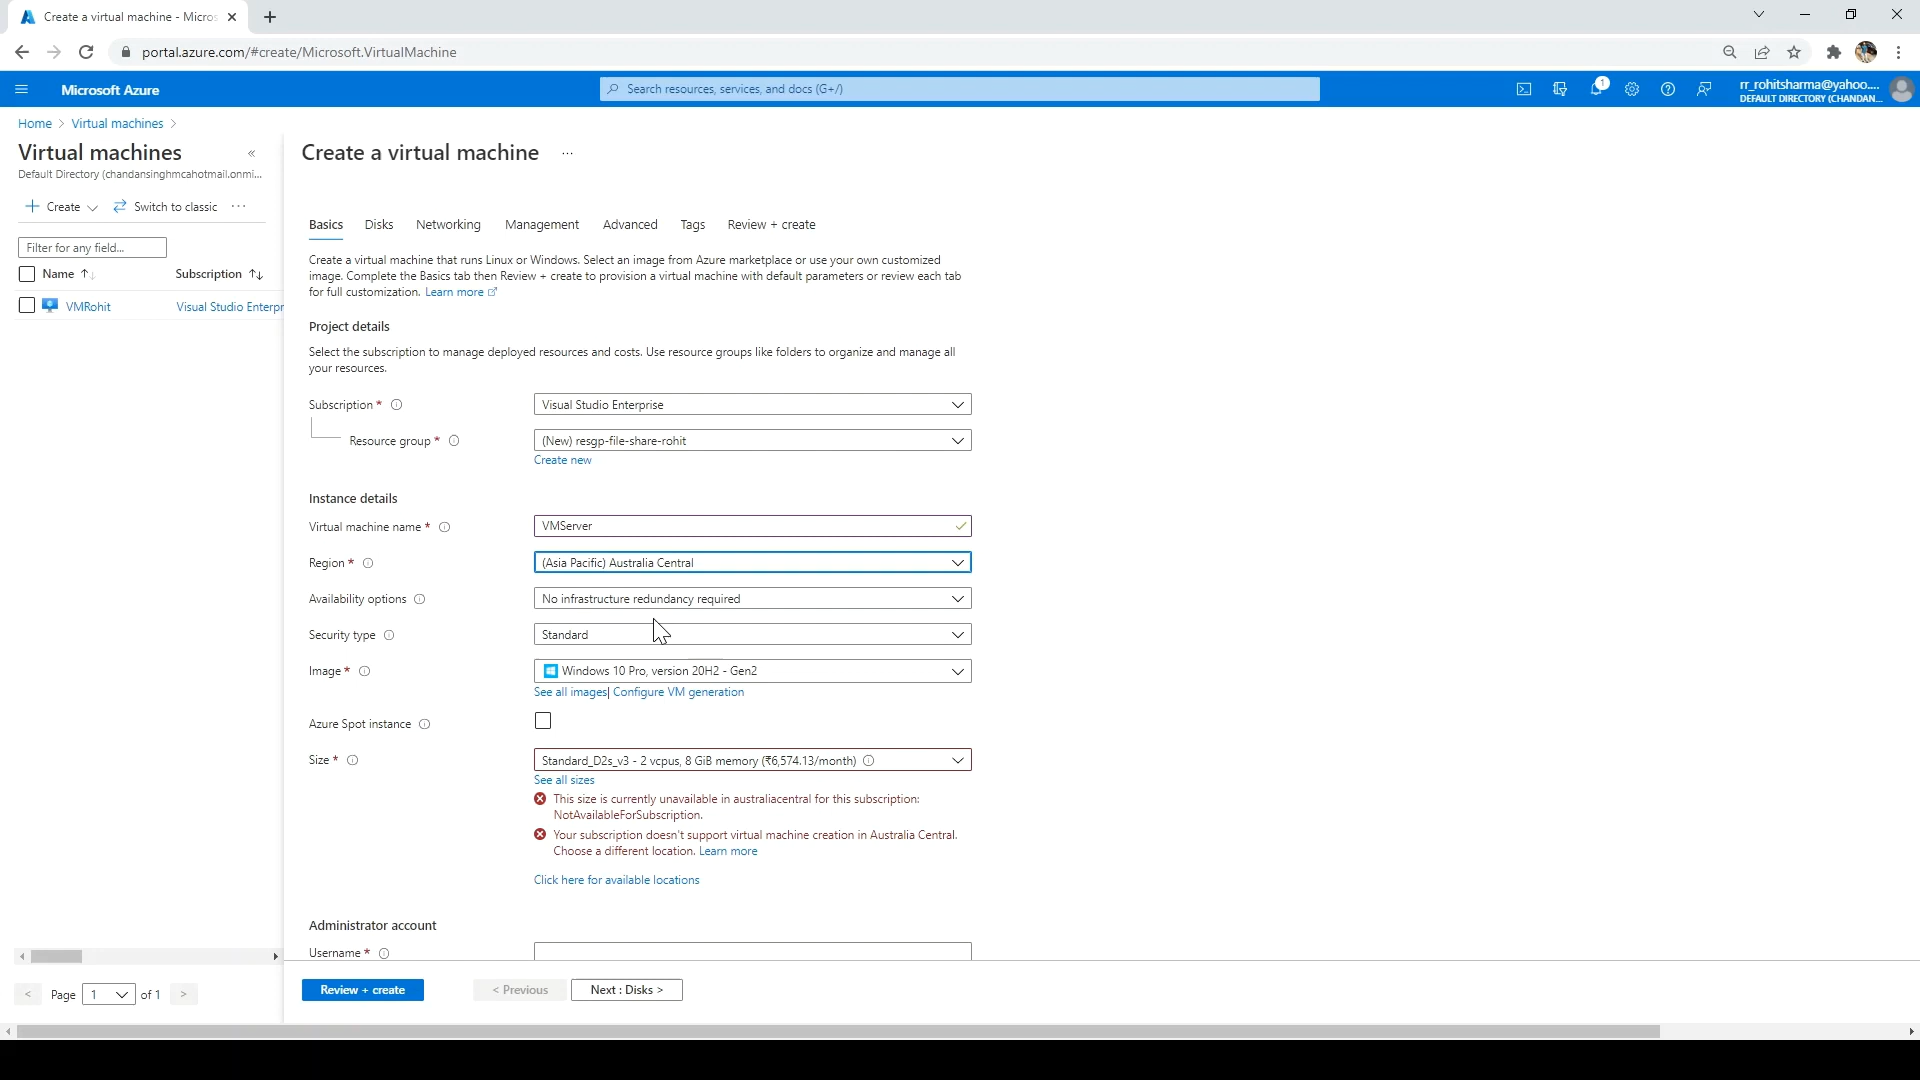 Create a virtual machine - Micros
portal.azure.com/#create/Microsoft.VirtualMachine
Microsoft Azure
Search resources, services, and docs (G+/)
1
rr_rohitsharma@yahoo....
DEFAULT DIRECTORY (CHANDAN...
Home > Virtual machines >
Virtual machines «
Default Directory (chandansinghmcahotmail.onmi...
+ Create Switch to classic ...
Filter for any field...
Name ↑↓ Subscription ↑↓
VMRohit Visual Studio Enterpr
< Page 1 of 1 >
Create a virtual machine ...
Basics Disks Networking Management Advanced Tags Review + create
Create a virtual machine that runs Linux or Windows. Select an image from Azure marketplace or use your own customized
image. Complete the Basics tab then Review + create to provision a virtual machine with default parameters or review each tab
for full customization. Learn more
Project details
Select the subscription to manage deployed resources and costs. Use resource groups like folders to organize and manage all
your resources.
Subscription * Visual Studio Enterprise
Resource group * (New) resgp-file-share-rohit
Create new
Instance details
Virtual machine name * VMServer
Region * (Asia Pacific) Australia Central
Availability options No infrastructure redundancy required
Security type Standard
Image * Windows 10 Pro, version 20H2 - Gen2
See all images| Configure VM generation
Azure Spot instance
Size * Standard_D2s_v3 - 2 vcpus, 8 GiB memory (₹6,574.13/month)
See all sizes
This size is currently unavailable in australiacentral for this subscription:
NotAvailableForSubscription.
Your subscription doesn't support virtual machine creation in Australia Central.
Choose a different location. Learn more
Click here for available locations
Administrator account
Username *
Review + create < Previous Next : Disks >